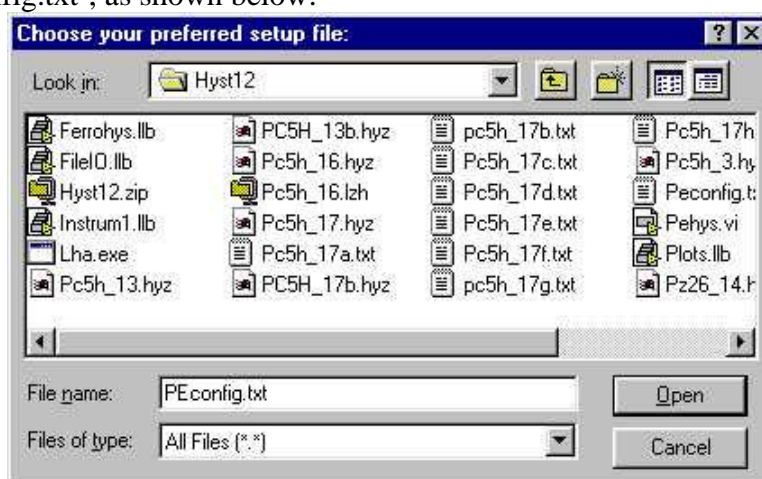 fig.txt", as shown below:
Choose your preferred setup file:
Look in: Hyst12
Ferrohys.llb
FileIO.llb
Hyst12.zip
Instrum1.llb
Lha.exe
Pc5h_13.hyz
PC5H_13b.hyz
Pc5h_16.hyz
Pc5h_16.lzh
Pc5h_17.hyz
Pc5h_17a.txt
PC5H_17b.hyz
pc5h_17b.txt
Pc5h_17c.txt
Pc5h_17d.txt
Pc5h_17e.txt
Pc5h_17f.txt
pc5h_17g.txt
Pc5h_17h
Pc5h_3.hy
Peconfig.t
Pehys.vi
Plots.llb
Pz26_14.h
File name: PEconfig.txt
Open
Files of type: All Files (*.*)
Cancel